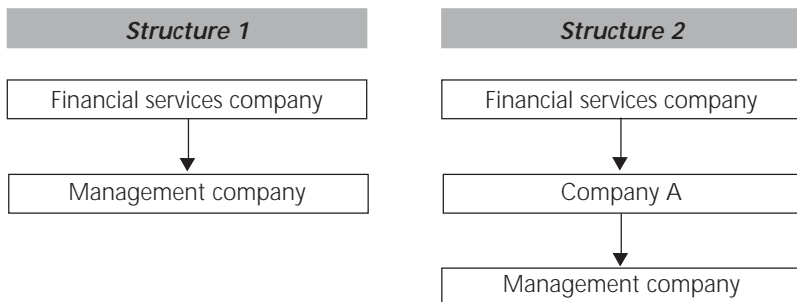 Structure 1
Financial services company
Management company
Structure 2
Financial services company
Company A
Management company